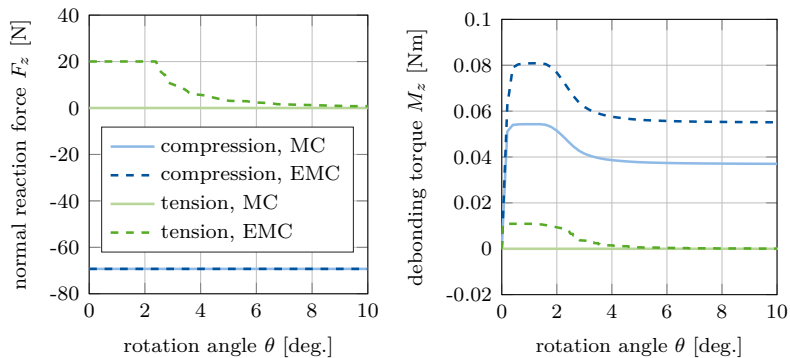 normal reaction force F_z [N]
40
20
0
-20
-40
-60
-80
compression, MC
compression, EMC
tension, MC
tension, EMC
0 2 4 6 8 10
rotation angle θ [deg.]
debonding torque M_z [Nm]
0.1
0.08
0.06
0.04
0.02
0
-0.02
0 2 4 6 8 10
rotation angle θ [deg.]